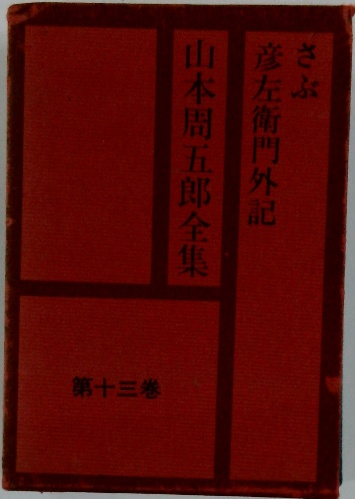 さぶ
彦左衛門外記
山本周五郎全集
第十三巻